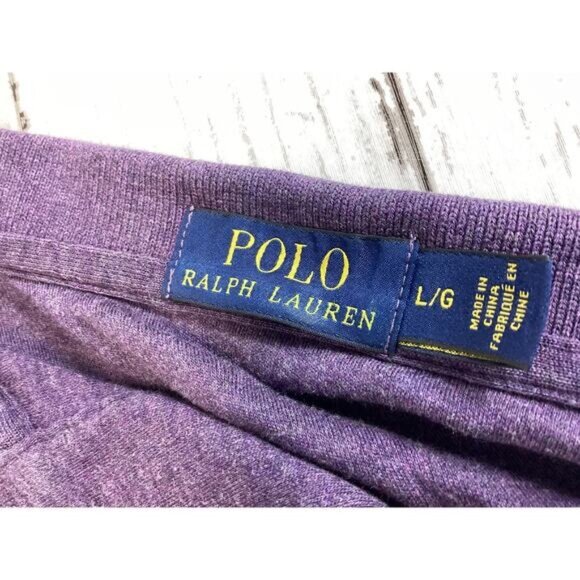 POLO
RALPH LAUREN
L/G
MADE IN
CHINA
FABRIQUÉ EN
CHINE